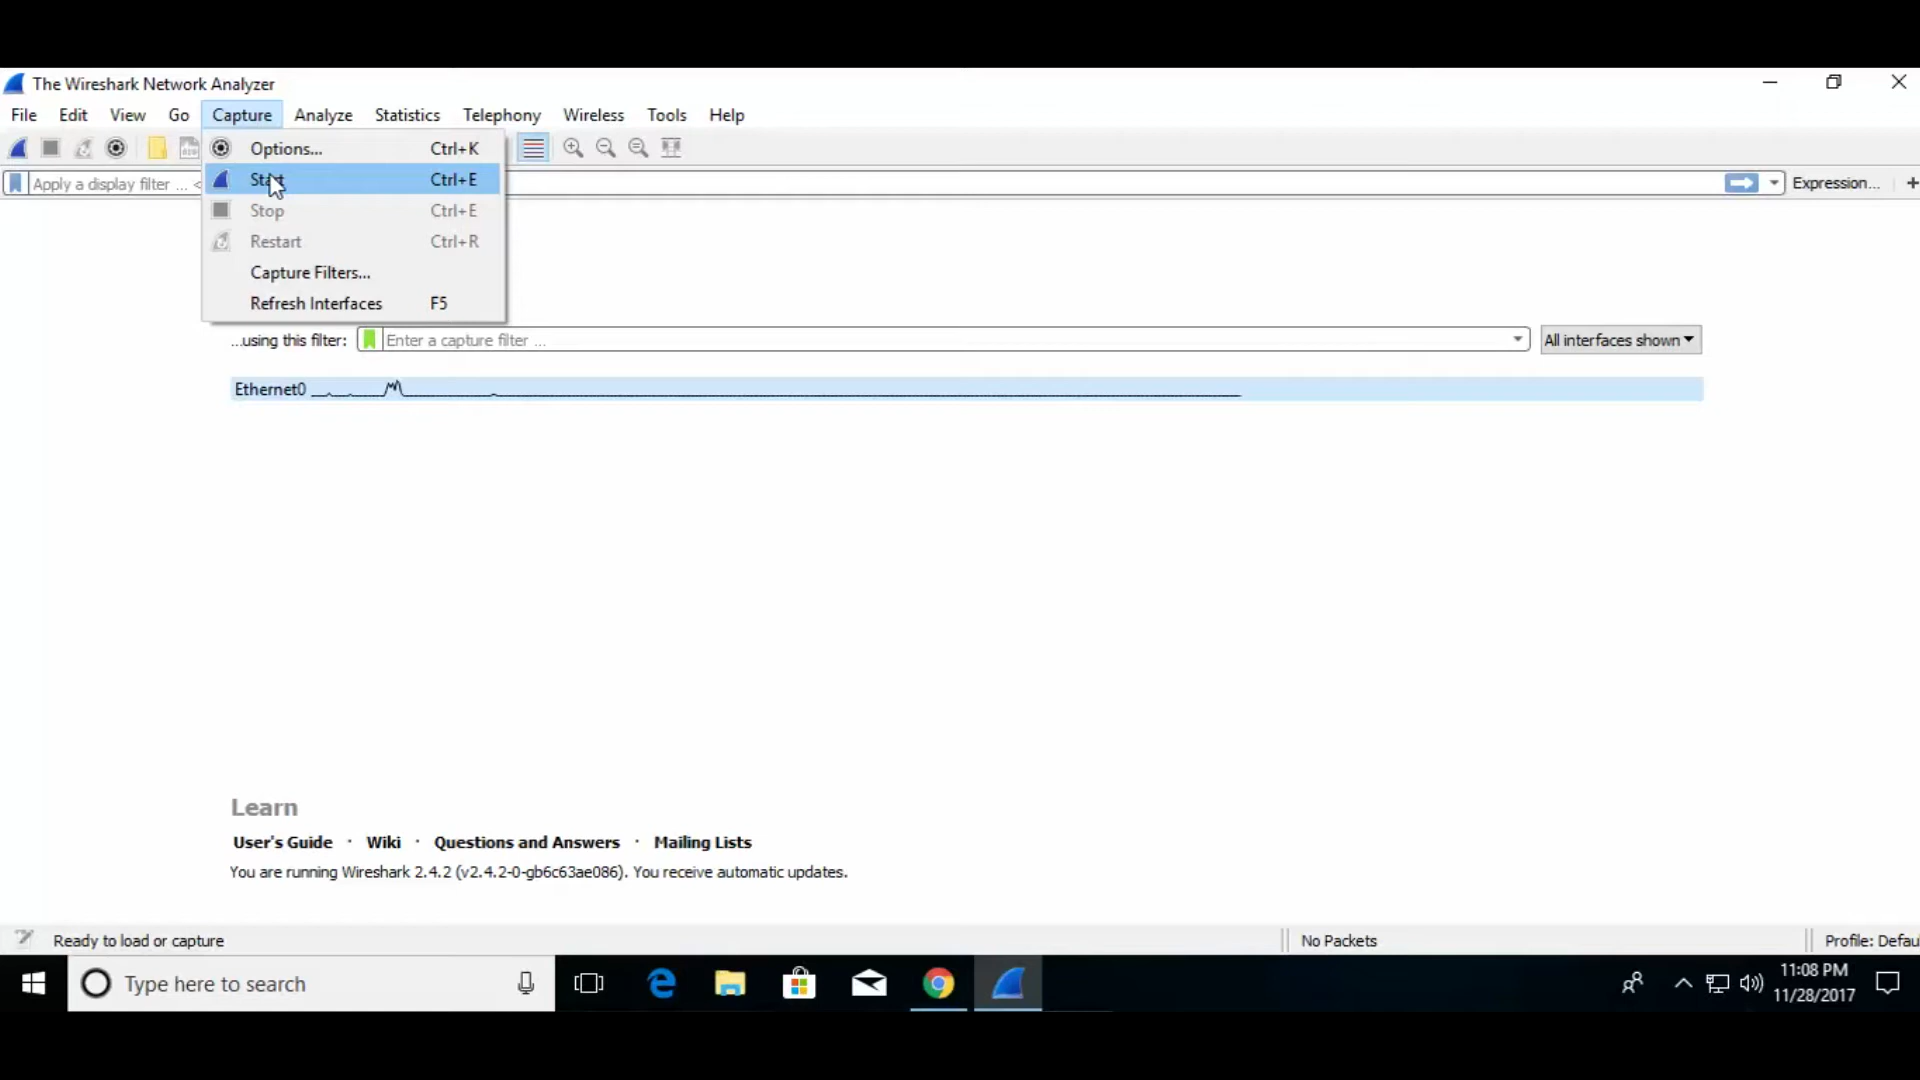 The Wireshark Network Analyzer
File Edit View Go Capture Analyze Statistics Telephony Wireless Tools Help
Options... Ctrl+K
Apply a display filter ... < Expression... +
Start Ctrl+E
Stop Ctrl+E
Restart Ctrl+R
Capture Filters...
Refresh Interfaces F5
...using this filter: Enter a capture filter ... All interfaces shown
Ethernet0
Learn
User's Guide · Wiki · Questions and Answers · Mailing Lists
You are running Wireshark 2.4.2 (v2.4.2-0-gb6c63ae086). You receive automatic updates.
Ready to load or capture No Packets Profile: Defau
Type here to search
11:08 PM
11/28/2017